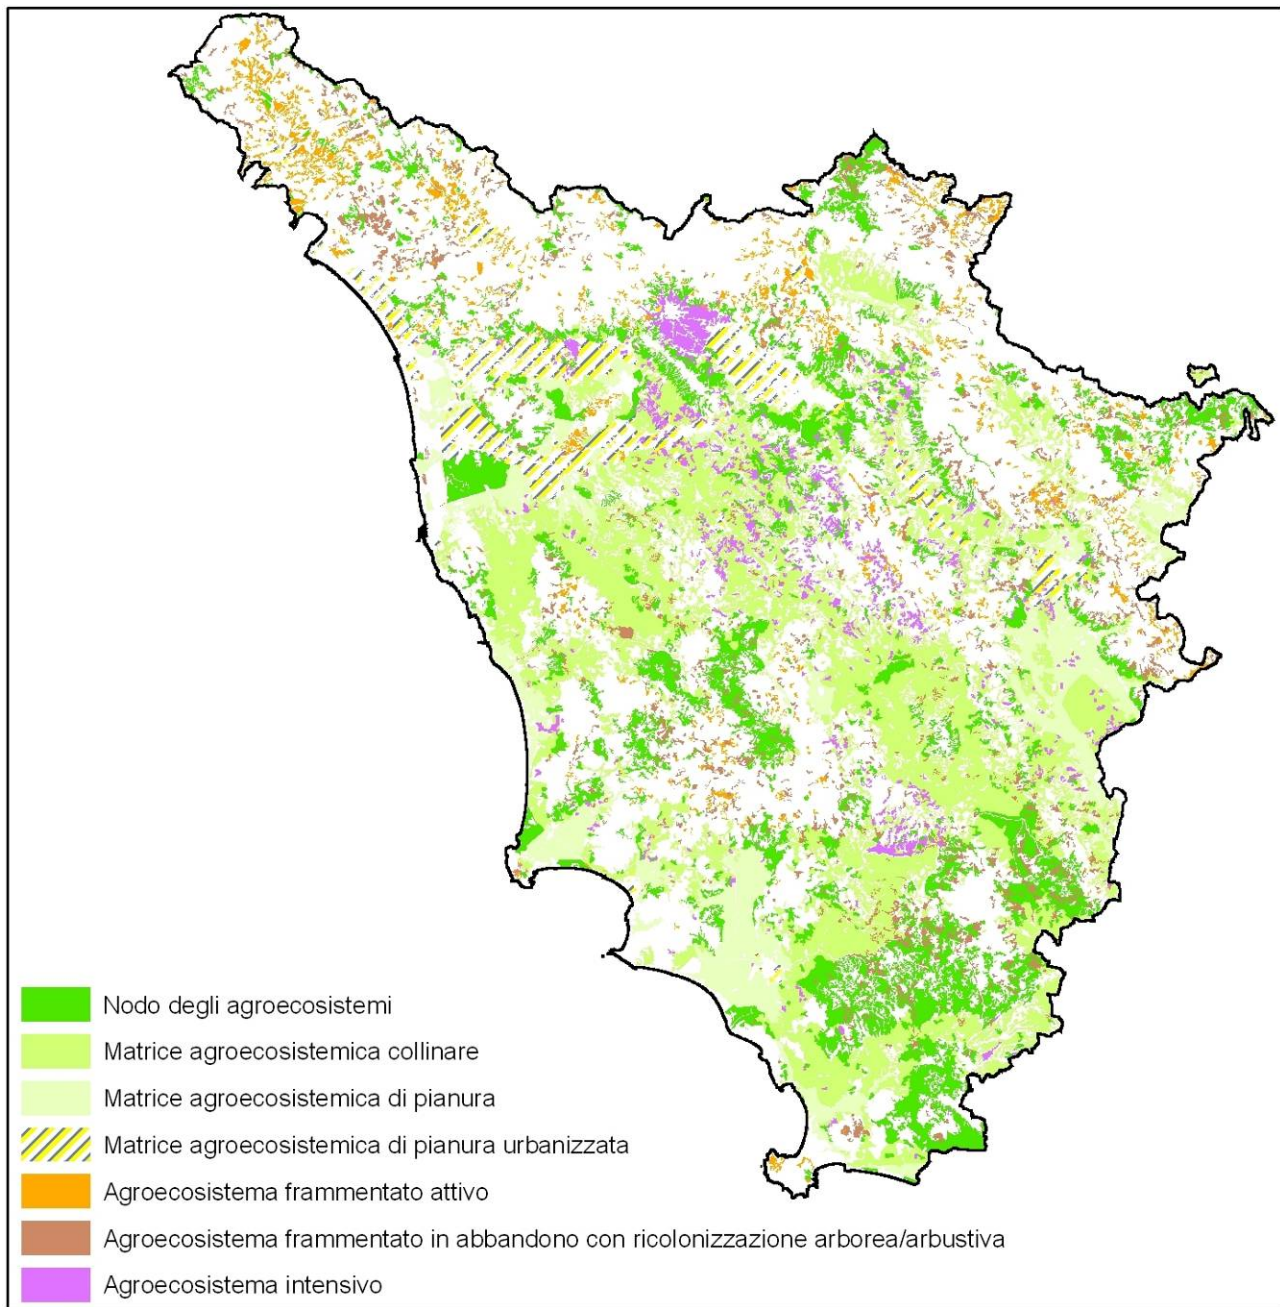 Nodo degli agroecosistemi
Matrice agroecosistemica collinare
Matrice agroecosistemica di pianura
Matrice agroecosistemica di pianura urbanizzata
Agroecosistema frammentato attivo
Agroecosistema frammentato in abbandono con ricolonizzazione arborea/arbustiva
Agroecosistema intensivo